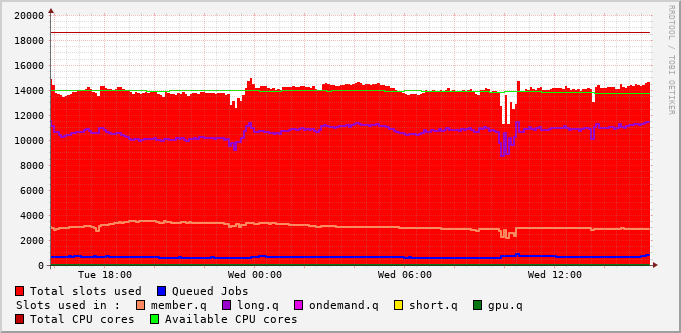 20000
18000
16000
14000
12000
10000
8000
6000
4000
2000
0
Tue 18:00 Wed 00:00 Wed 06:00 Wed 12:00
RRDTOOL / TOBI OETIKER
Total slots used Queued Jobs
Slots used in : member.q long.q ondemand.q short.q gpu.q
Total CPU cores Available CPU cores